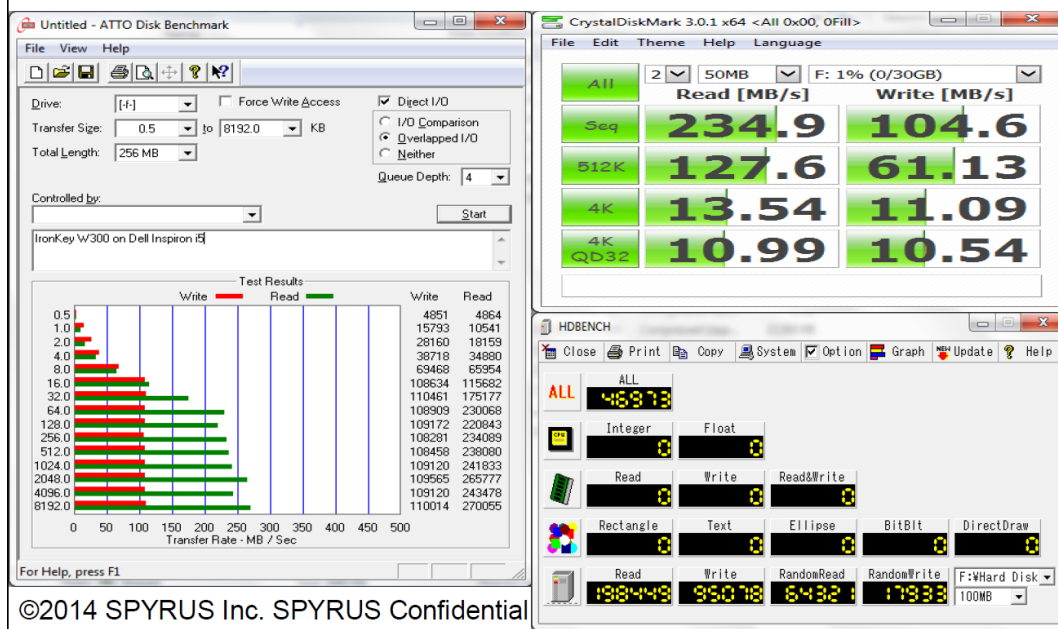 Untitled - ATTO Disk Benchmark
File View Help
Drive: [-f-] Force Write Access Direct I/O
Transfer Size: 0.5 to 8192.0 KB I/O Comparison
Overlapped I/O
Total Length: 256 MB Neither
Queue Depth: 4
Controlled by:
Start
IronKey W300 on Dell Inspiron i5
Test Results
Write Read Write Read
0.5 4851 4864
1.0 15793 10541
2.0 28160 18159
4.0 38718 34880
8.0 69468 65954
16.0 108634 115682
32.0 110461 175177
64.0 108909 230068
128.0 109172 220843
256.0 108281 234089
512.0 108458 238080
1024.0 109120 241833
2048.0 109565 265777
4096.0 109120 243478
8192.0 110014 270055
0 50 100 150 200 250 300 350 400 450 500
Transfer Rate - MB / Sec
For Help, press F1
©2014 SPYRUS Inc. SPYRUS Confidential
CrystalDiskMark 3.0.1 x64 <All 0x00, 0Fill>
File Edit Theme Help Language
All 2 50MB F: 1% (0/30GB)
Read [MB/s] Write [MB/s]
Seq 234.9 104.6
512K 127.6 61.13
4K 13.54 11.09
4K
QD32 10.99 10.54
HDBENCH
Close Print Copy System Option Graph NEW Update Help
ALL
ALL 46973
CPU Integer Float
0 0
Read Write Read&Write
0 0 0
Rectangle Text Ellipse BitBlt DirectDraw
0 0 0 0 0
Read Write RandomRead RandomWrite F:¥Hard Disk
198449 95078 64321 17933 100MB